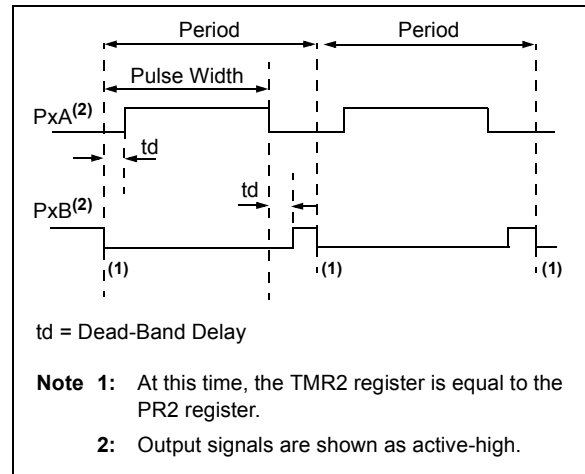 Period Period
Pulse Width
PxA(2)
td
td
PxB(2)
(1) (1) (1)
td = Dead-Band Delay
Note 1: At this time, the TMR2 register is equal to the
PR2 register.
2: Output signals are shown as active-high.